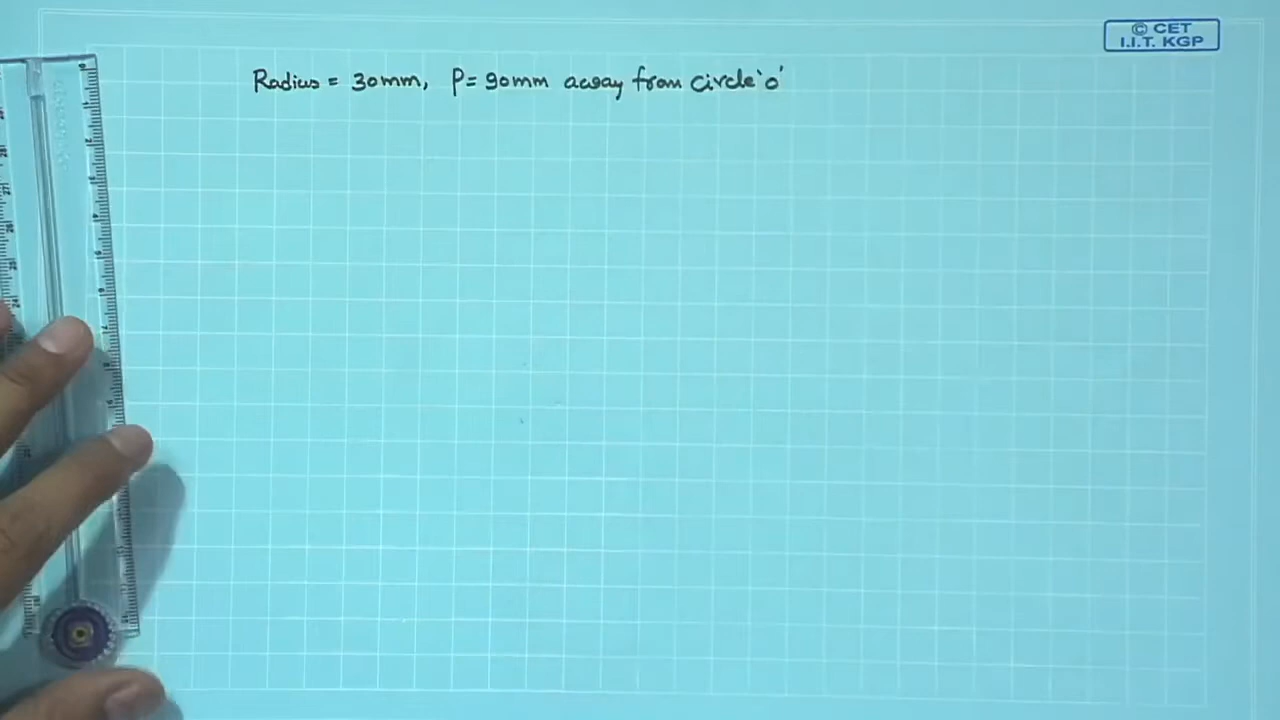 © CET
I.I.T. KGP
Radius = 30mm, P = 90mm away from circle 'o'